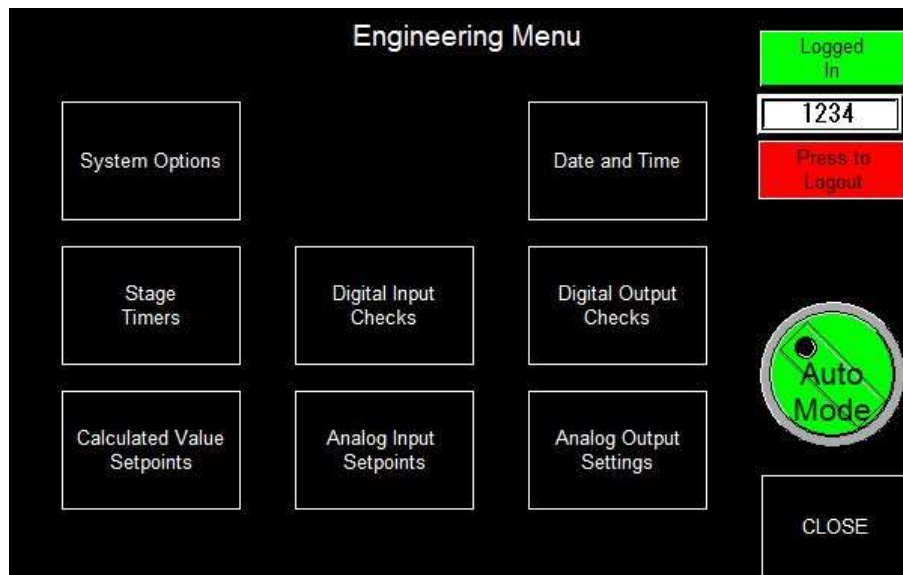 Engineering Menu
Logged
In
1234
Press to
Logout
System Options
Date and Time
Stage
Timers
Digital Input
Checks
Digital Output
Checks
Auto
Mode
Calculated Value
Setpoints
Analog Input
Setpoints
Analog Output
Settings
CLOSE